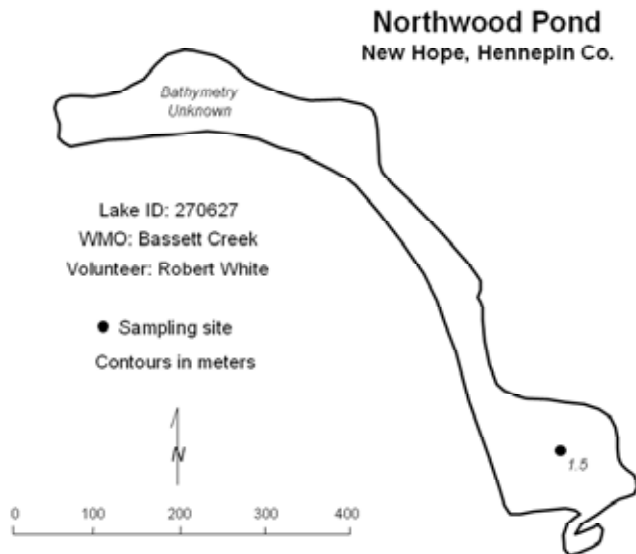 Northwood Pond
New Hope, Hennepin Co.
Bathymetry
Unknown
Lake ID: 270627
WMO: Bassett Creek
Volunteer: Robert White
Sampling site
Contours in meters
1.5
N
0 100 200 300 400